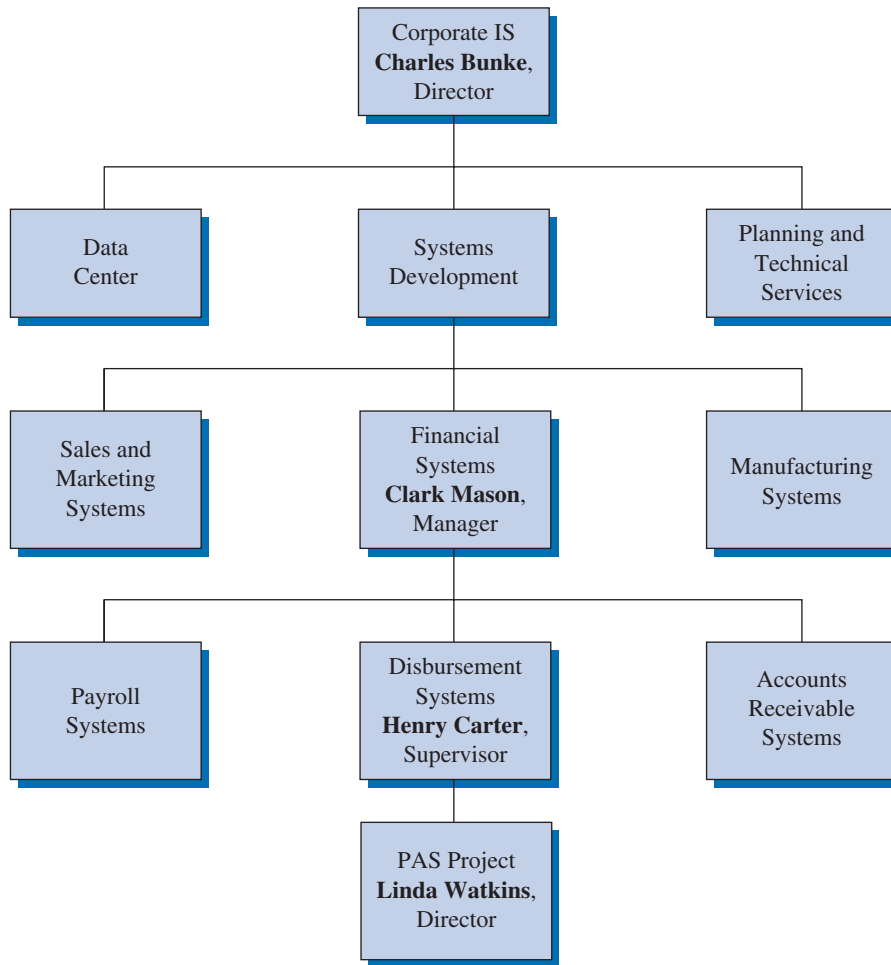 Corporate IS
Charles Bunke,
Director
Data
Center
Systems
Development
Planning and
Technical
Services
Sales and
Marketing
Systems
Financial
Systems
Clark Mason,
Manager
Manufacturing
Systems
Payroll
Systems
Disbursement
Systems
Henry Carter,
Supervisor
Accounts
Receivable
Systems
PAS Project
Linda Watkins,
Director